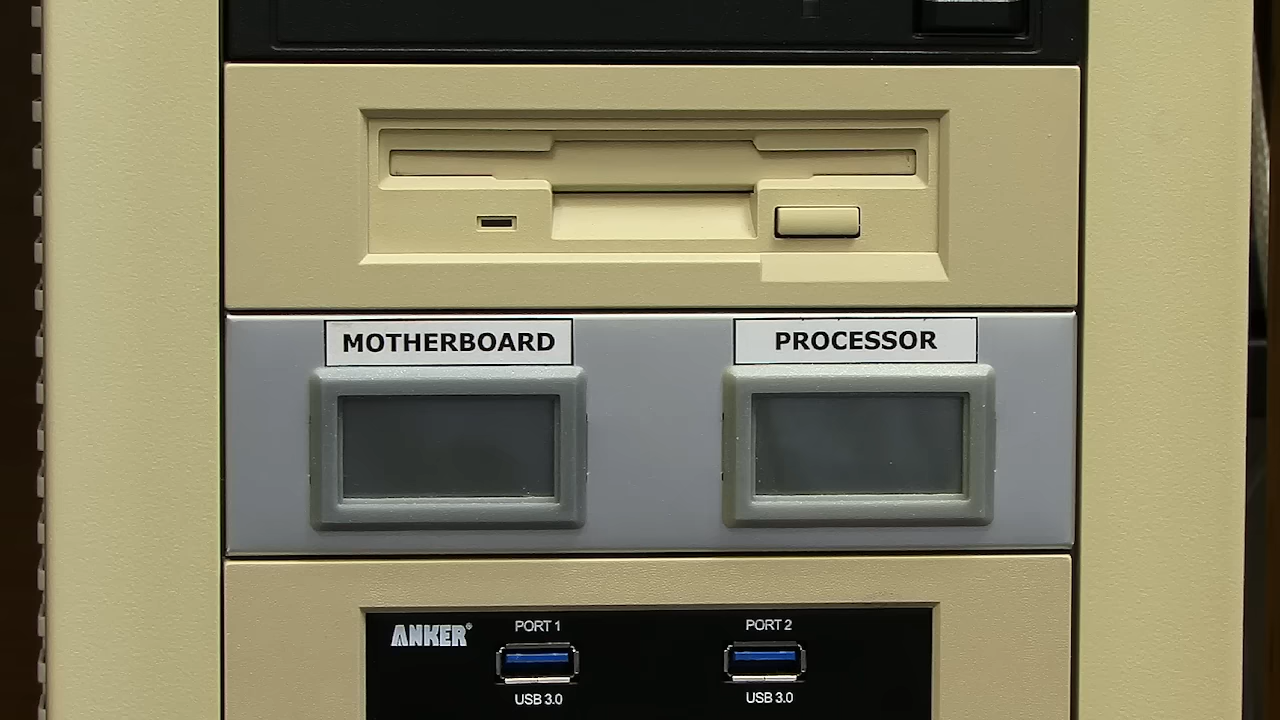 MOTHERBOARD
PROCESSOR
ANKER®
PORT 1
PORT 2
USB 3.0
USB 3.0